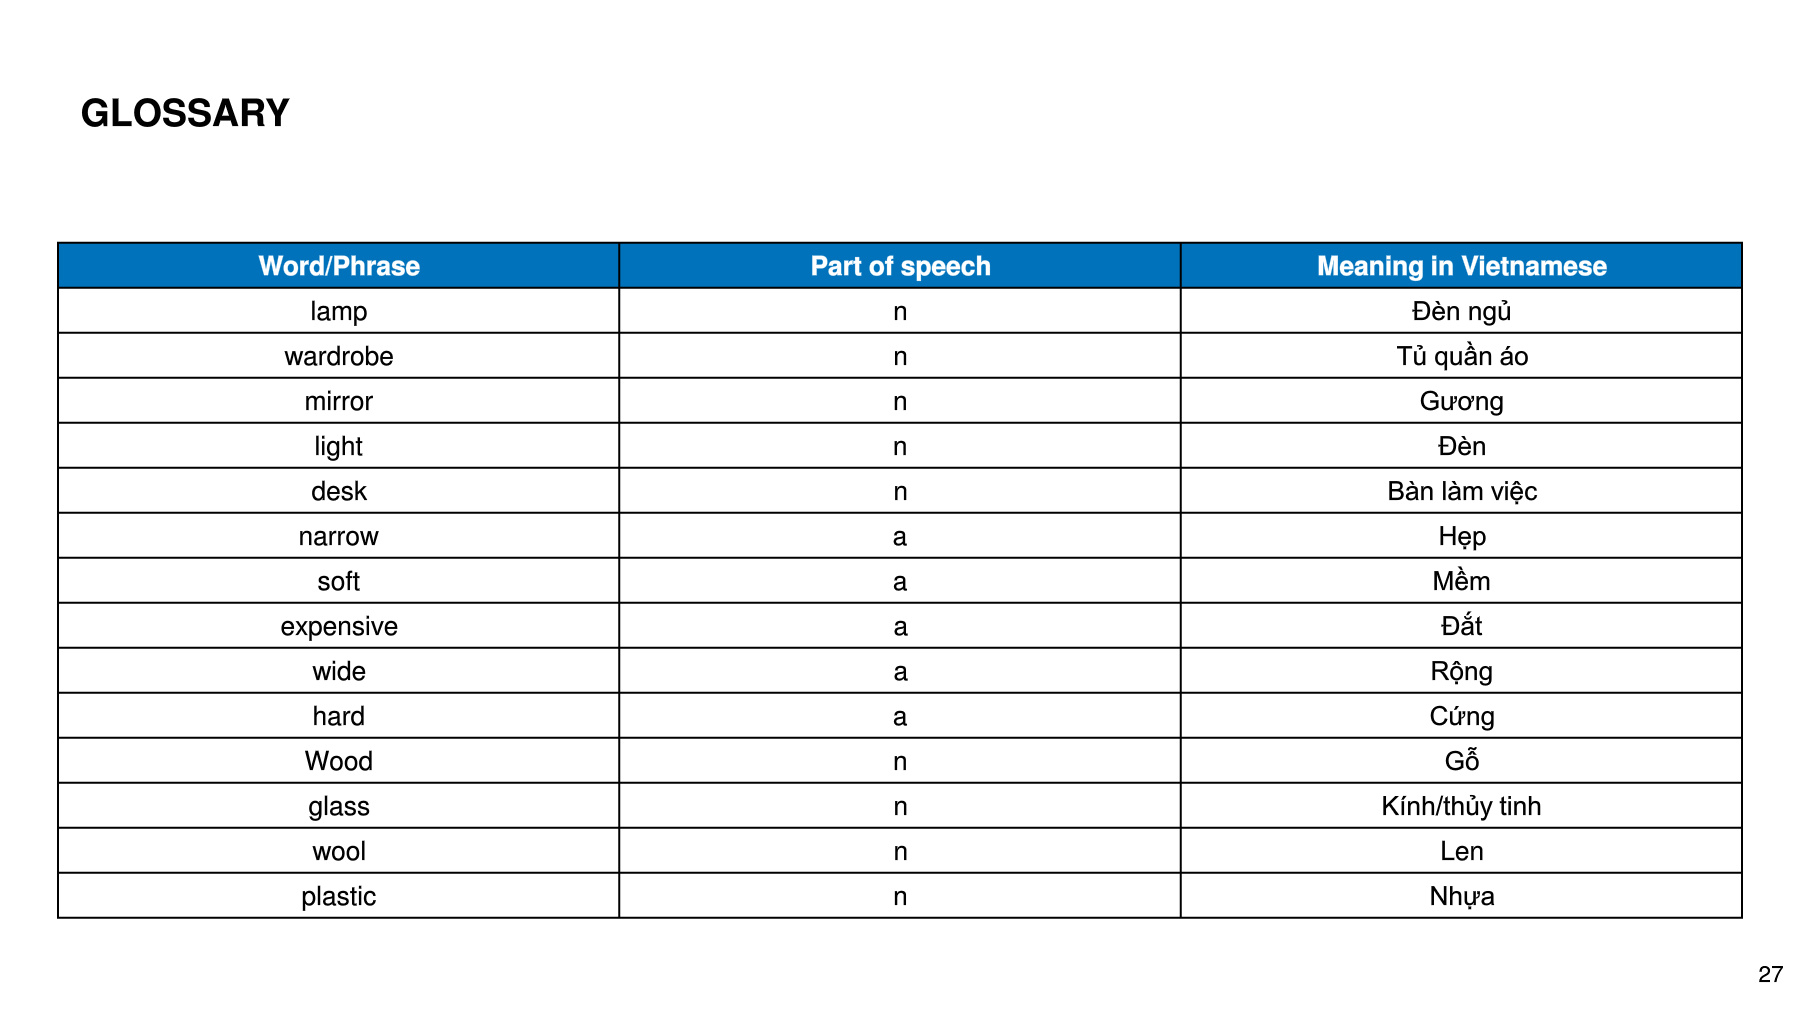 GLOSSARY
Word/Phrase Part of speech Meaning in Vietnamese
lamp n Đèn ngủ
wardrobe n Tủ quần áo
mirror n Gương
light n Đèn
desk n Bàn làm việc
narrow a Hẹp
soft a Mềm
expensive a Đắt
wide a Rộng
hard a Cứng
Wood n Gỗ
glass n Kính/thủy tinh
wool n Len
plastic n Nhựa
27